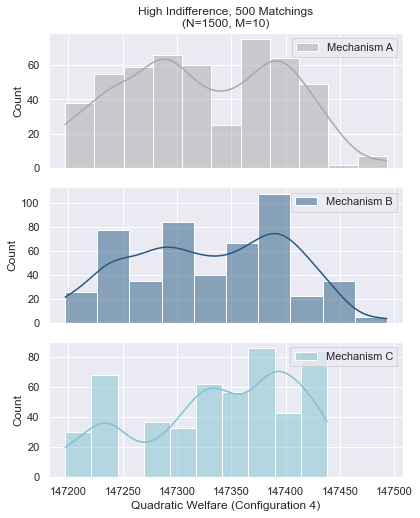 High Indifference, 500 Matchings
(N=1500, M=10)
Mechanism A
60
40
20
0
Count
Mechanism B
100
80
60
40
20
0
Count
Mechanism C
80
60
40
20
0
Count
147200 147250 147300 147350 147400 147450 147500
Quadratic Welfare (Configuration 4)